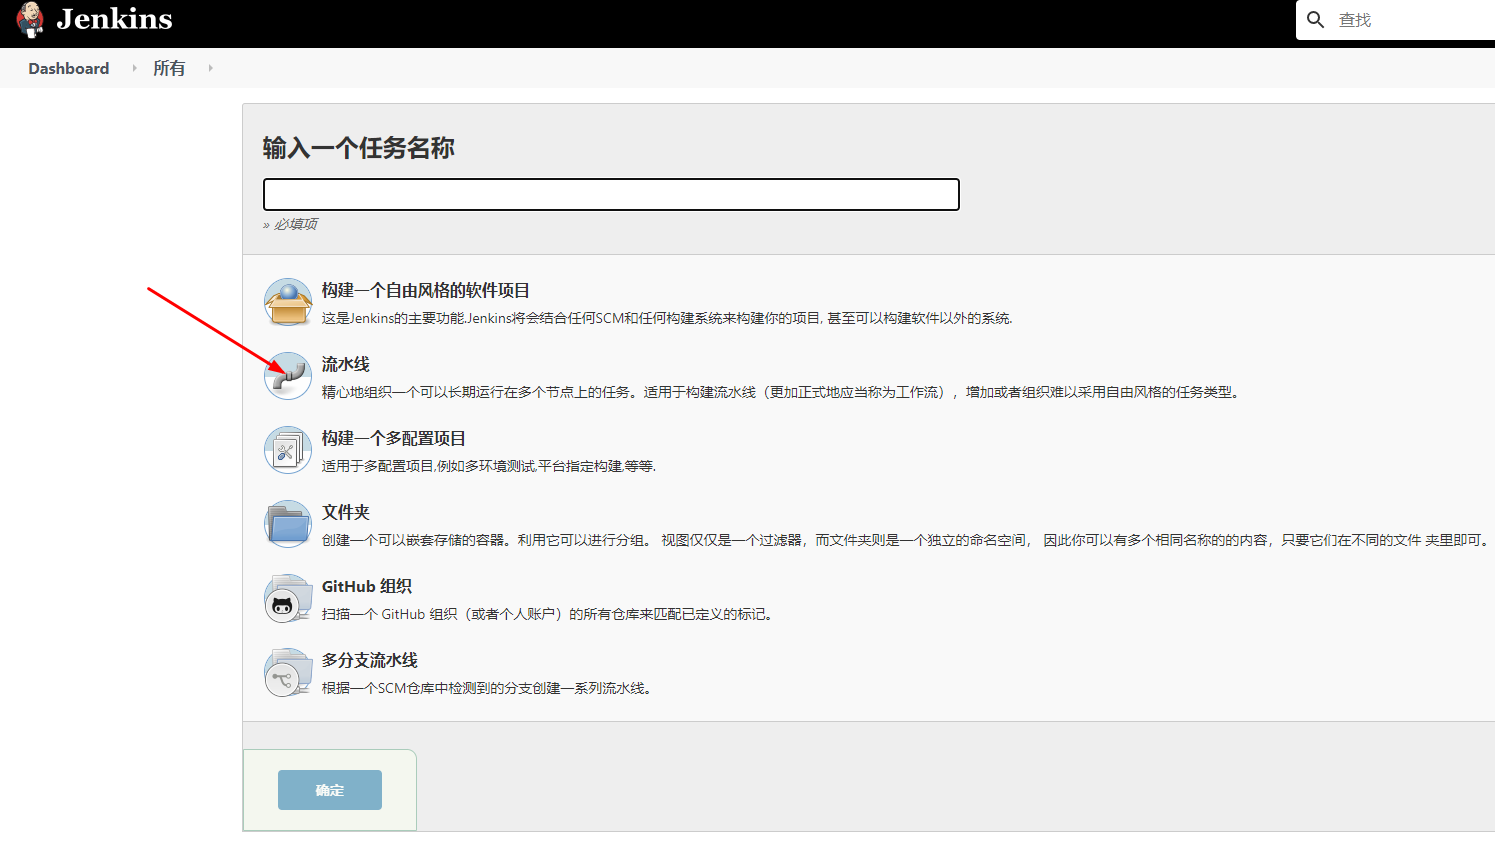 Jenkins
查找
Dashboard
所有
输入一个任务名称
» 必填项
构建一个自由风格的软件项目
这是Jenkins的主要功能.Jenkins将会结合任何SCM和任何构建系统来构建你的项目, 甚至可以构建软件以外的系统.
流水线
精心地组织一个可以长期运行在多个节点上的任务。适用于构建流水线（更加正式地应当称为工作流），增加或者组织难以采用自由风格的任务类型。
构建一个多配置项目
适用于多配置项目,例如多环境测试,平台指定构建,等等.
文件夹
创建一个可以嵌套存储的容器。利用它可以进行分组。 视图仅仅是一个过滤器，而文件夹则是一个独立的命名空间， 因此你可以有多个相同名称的的内容，只要它们在不同的文件 夹里即可。
GitHub 组织
扫描一个 GitHub 组织（或者个人账户）的所有仓库来匹配已定义的标记。
多分支流水线
根据一个SCM仓库中检测到的分支创建一系列流水线。
确定